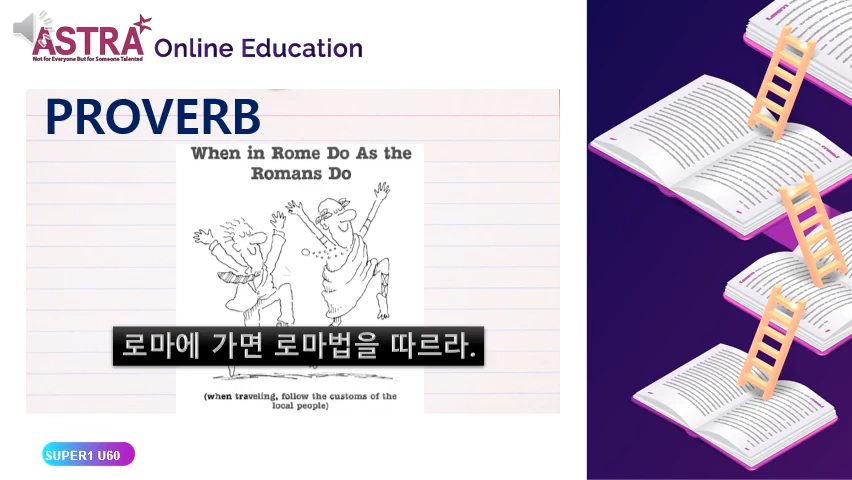 ASTRA
Not for Everyone But for Someone Talented
Online Education
PROVERB
When in Rome Do As the
Romans Do
로마에 가면 로마법을 따르라.
(when traveling, follow the customs of the
local people)
SUPER1 U60